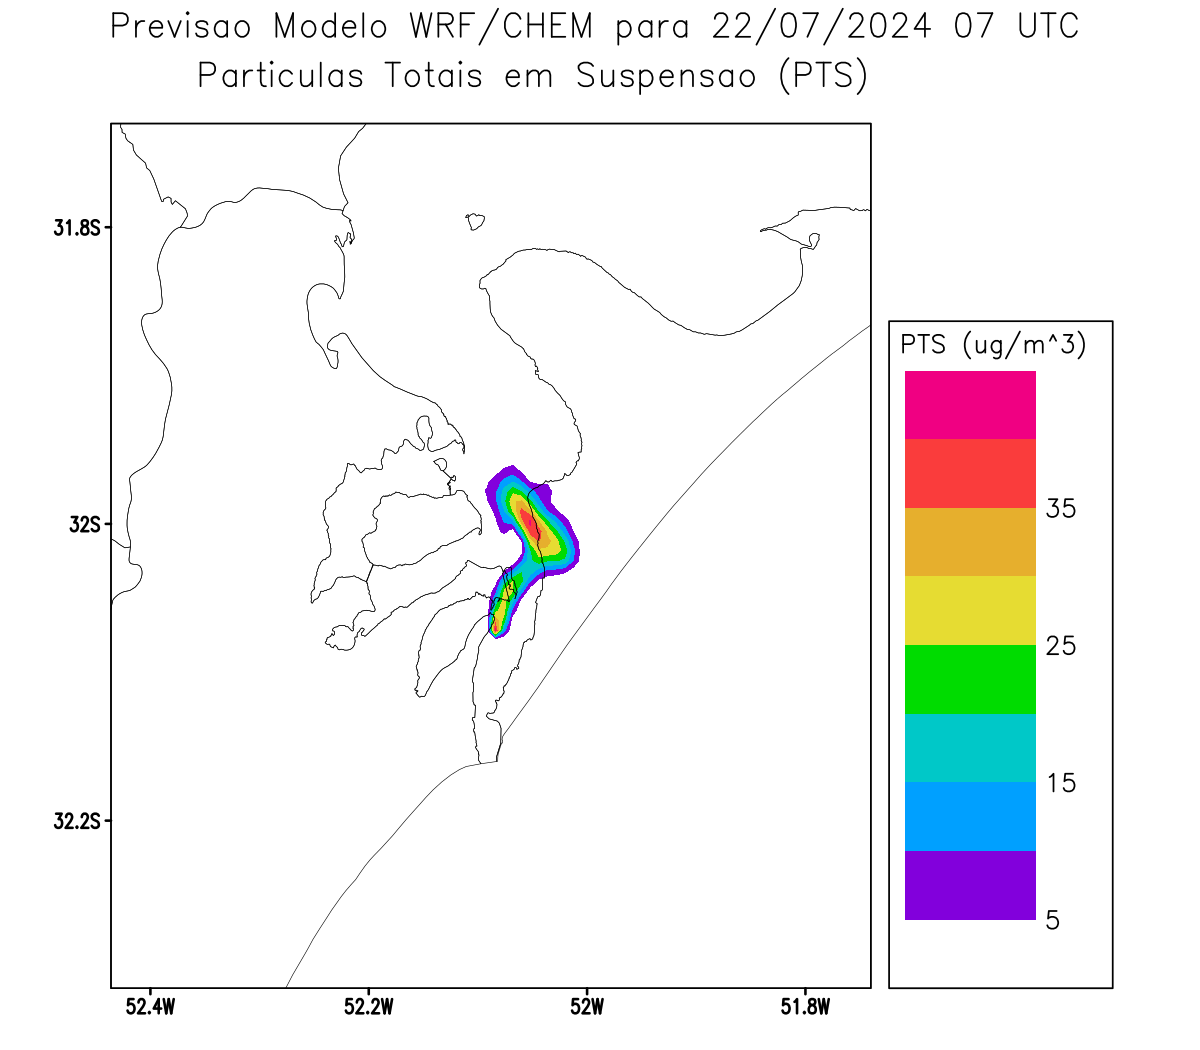 Previsao Modelo WRF/CHEM para 22/07/2024 07 UTC
Particulas Totais em Suspensao (PTS)
31.8S
32S
32.2S
52.4W 52.2W 52W 51.8W
PTS (ug/m^3)
35
25
15
5